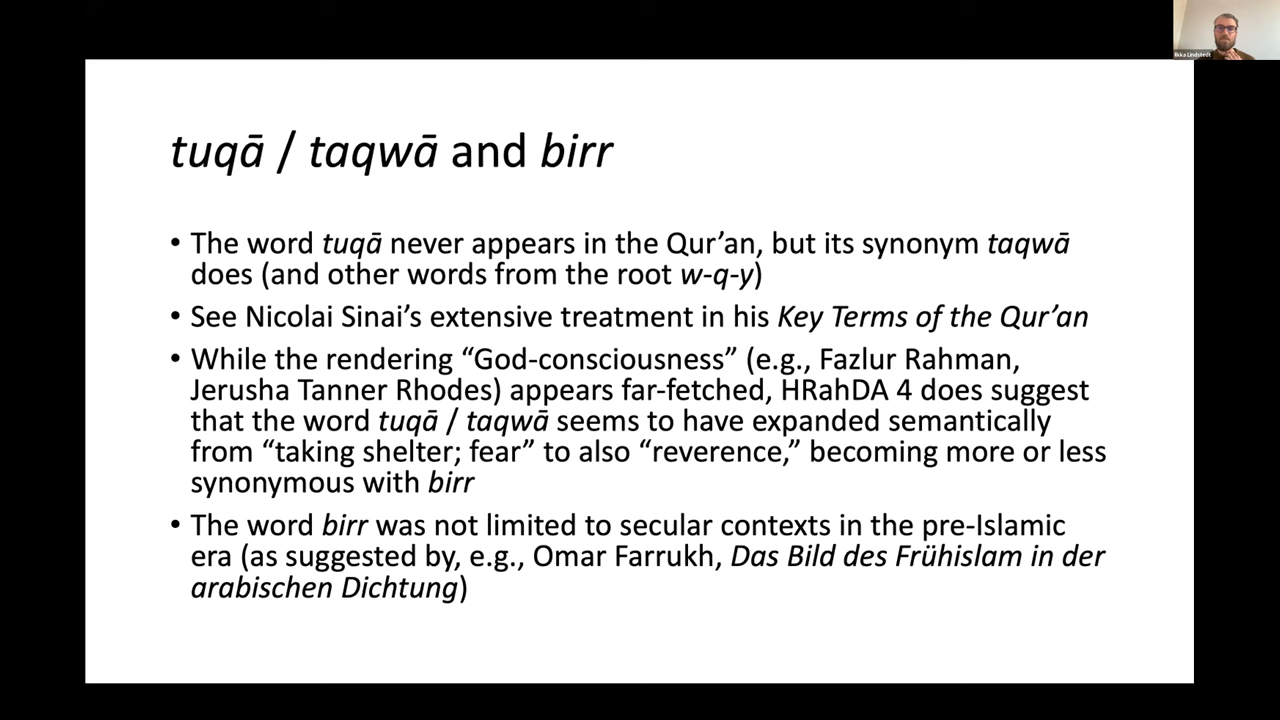 Ilkka Lindstedt
tuqā / taqwā and birr
• The word tuqā never appears in the Qur’an, but its synonym taqwā
does (and other words from the root w-q-y)
• See Nicolai Sinai’s extensive treatment in his Key Terms of the Qur’an
• While the rendering “God-consciousness” (e.g., Fazlur Rahman,
Jerusha Tanner Rhodes) appears far-fetched, HRahDA 4 does suggest
that the word tuqā / taqwā seems to have expanded semantically
from “taking shelter; fear” to also “reverence,” becoming more or less
synonymous with birr
• The word birr was not limited to secular contexts in the pre-Islamic
era (as suggested by, e.g., Omar Farrukh, Das Bild des Frühislam in der
arabischen Dichtung)